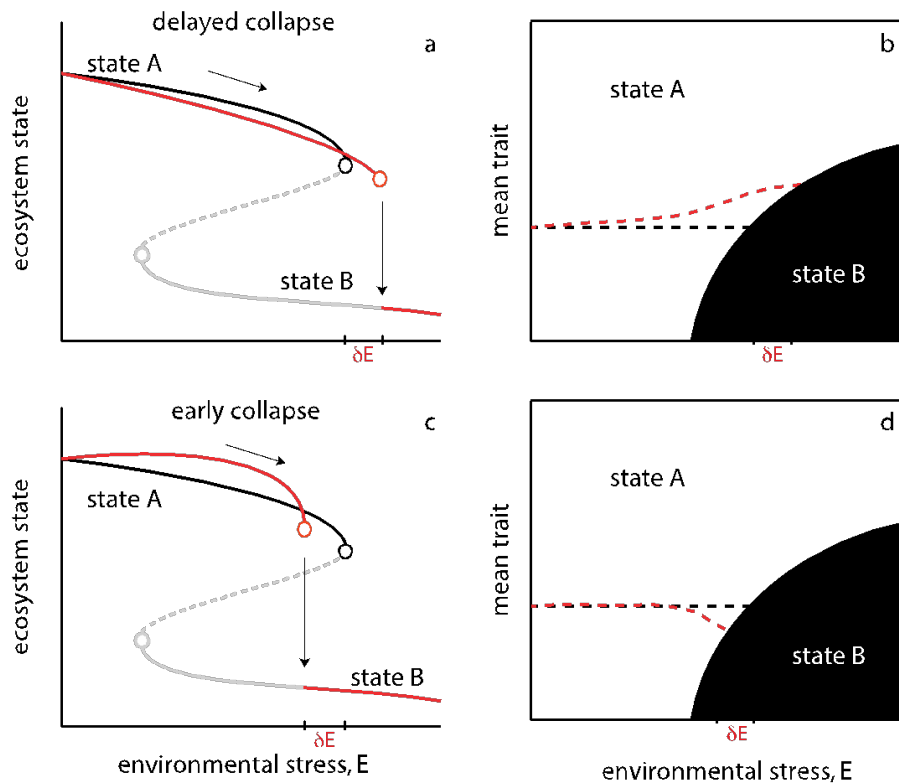 delayed collapse
a
state A
ecosystem state
state B
δE
b
state A
mean trait
state B
δE
early collapse
c
state A
ecosystem state
state B
δE
environmental stress, E
d
state A
mean trait
state B
δE
environmental stress, E